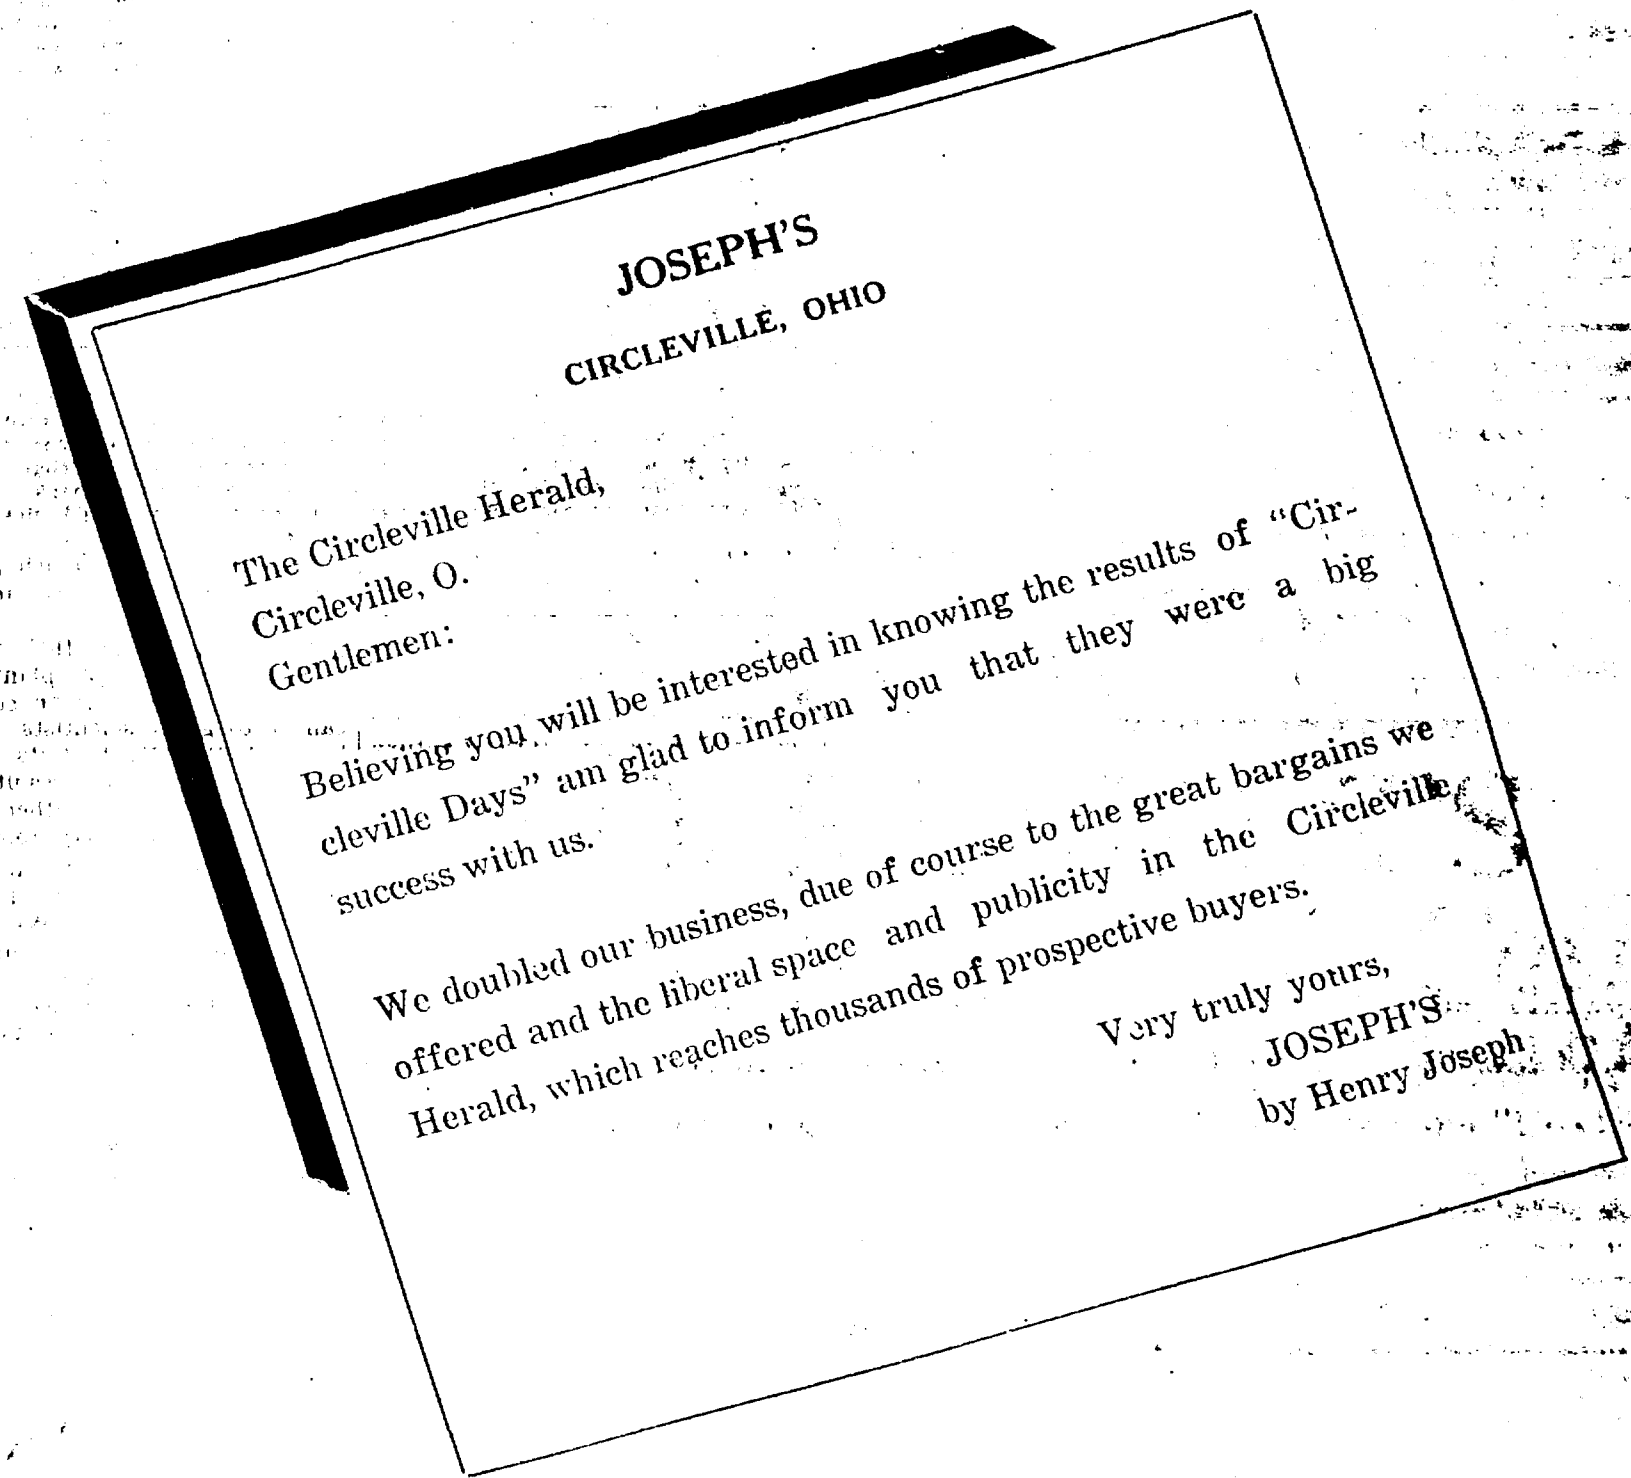 JOSEPH'S
CIRCLEVILLE, OHIO
The Circleville Herald,
Circleville, O.
Gentlemen:
Believing you will be interested in knowing the results of "Cir-
cleville Days" am glad to inform you that they were a big
success with us.
We doubled our business, due of course to the great bargains we
offered and the liberal space and publicity in the Circleville
Herald, which reaches thousands of prospective buyers.
Very truly yours,
JOSEPH'S
by Henry Joseph